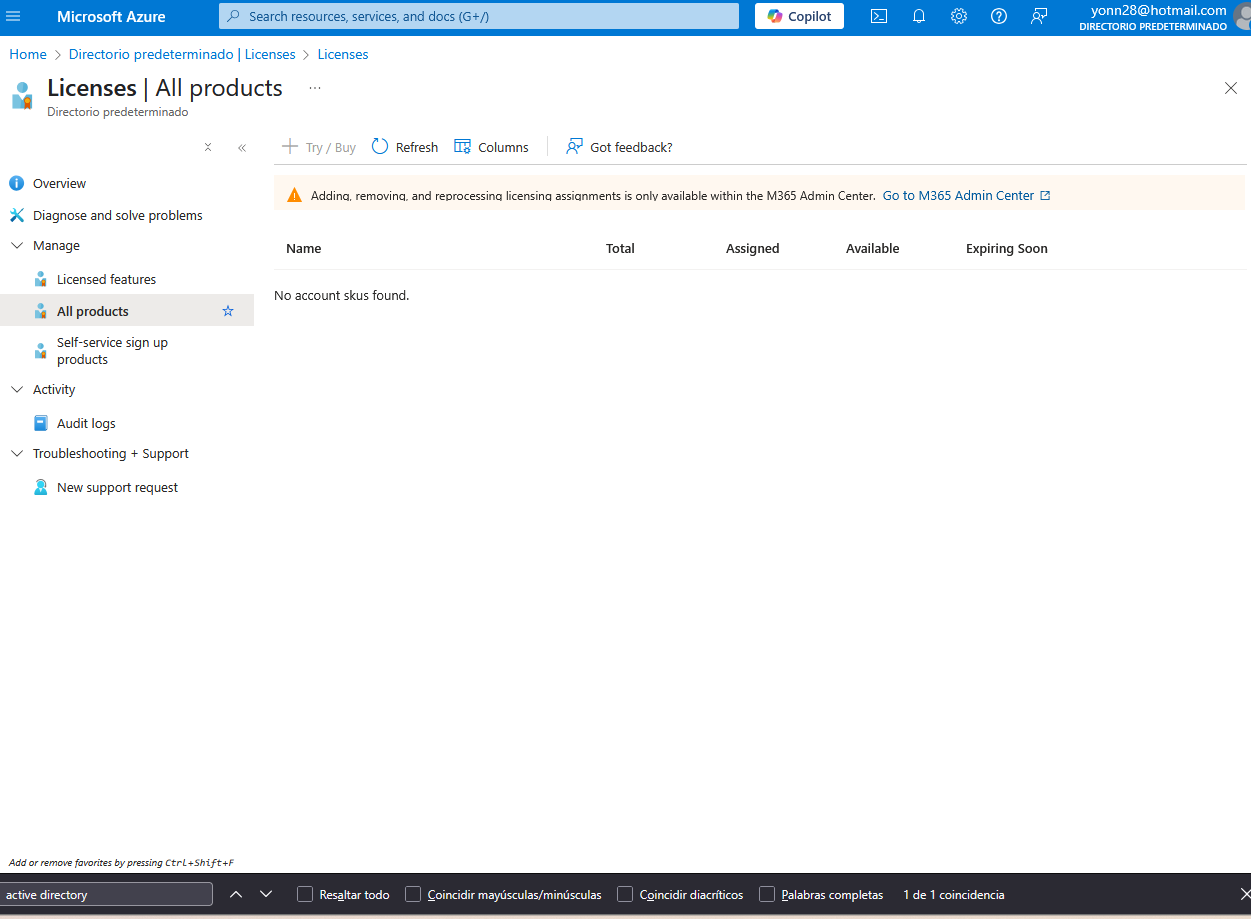 Microsoft Azure
Search resources, services, and docs (G+/)
Copilot
yonn28@hotmail.com
DIRECTORIO PREDETERMINADO
Home > Directorio predeterminado | Licenses > Licenses
Licenses | All products ...
Directorio predeterminado
Try / Buy
Refresh
Columns
Got feedback?
Overview
Diagnose and solve problems
Manage
Licensed features
All products
Self-service sign up
products
Activity
Audit logs
Troubleshooting + Support
New support request
Adding, removing, and reprocessing licensing assignments is only available within the M365 Admin Center. Go to M365 Admin Center
Name Total Assigned Available Expiring Soon
No account skus found.
Add or remove favorites by pressing Ctrl+Shift+F
active directory
Resaltar todo
Coincidir mayúsculas/minúsculas
Coincidir diacríticos
Palabras completas
1 de 1 coincidencia